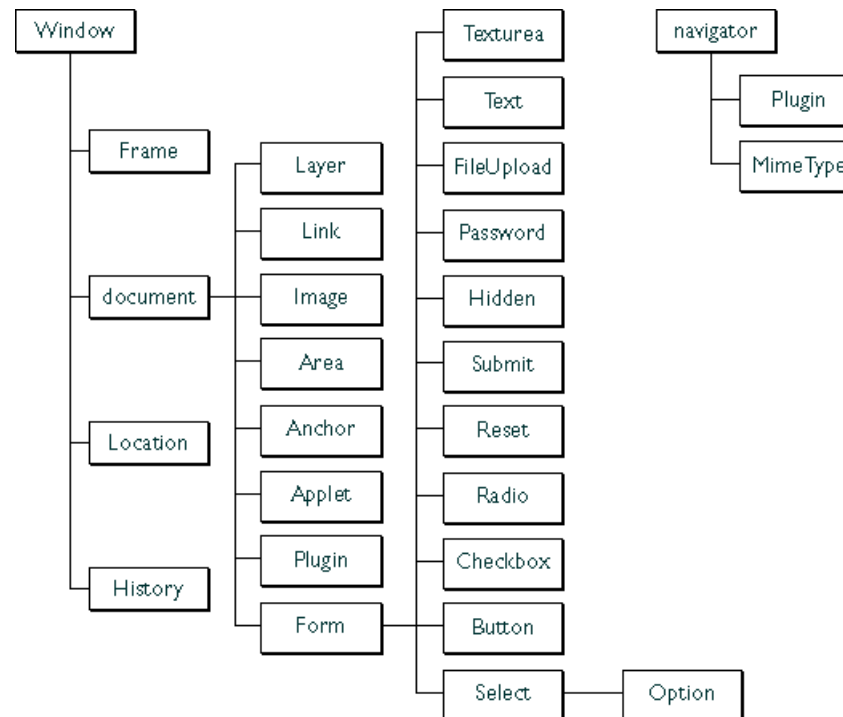 Window
Frame
document
Location
History
Layer
Link
Image
Area
Anchor
Applet
Plugin
Form
Texturea
Text
FileUpload
Password
Hidden
Submit
Reset
Radio
Checkbox
Button
Select
Option
navigator
Plugin
MimeType